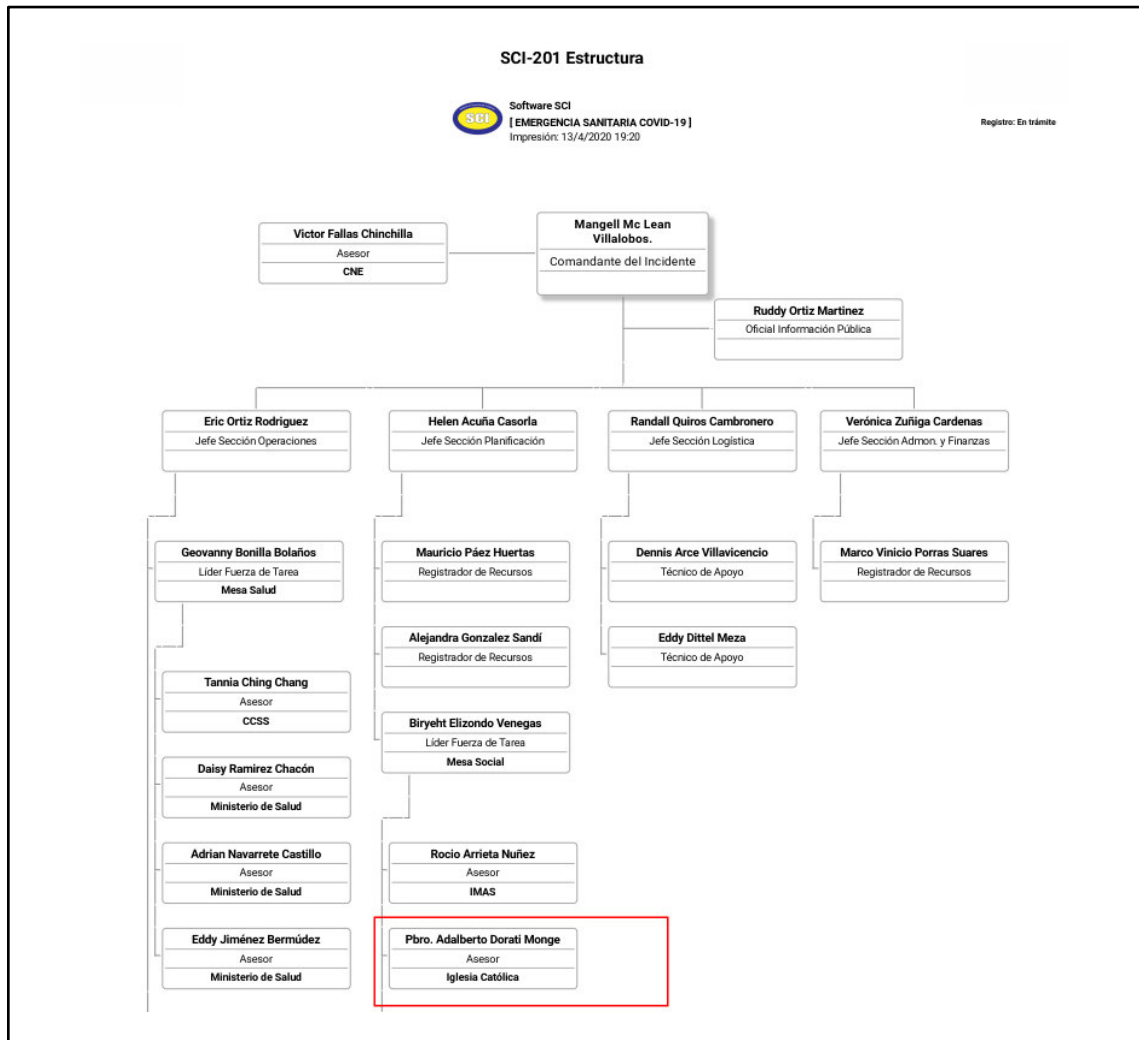 SCI-201 Estructura
SCI
Software SCI
[ EMERGENCIA SANITARIA COVID-19 ]
Impresión: 13/4/2020 19:20
Registro: En trámite
Victor Fallas Chinchilla
Asesor
CNE
Mangell Mc Lean
Villalobos.
Comandante del Incidente
Ruddy Ortiz Martinez
Oficial Información Pública
Eric Ortiz Rodriguez
Jefe Sección Operaciones
Helen Acuña Casorla
Jefe Sección Planificación
Randall Quiros Cambronero
Jefe Sección Logística
Verónica Zuñiga Cardenas
Jefe Sección Admon. y Finanzas
Geovanny Bonilla Bolaños
Líder Fuerza de Tarea
Mesa Salud
Mauricio Páez Huertas
Registrador de Recursos
Dennis Arce Villavicencio
Técnico de Apoyo
Marco Vinicio Porras Suares
Registrador de Recursos
Alejandra Gonzalez Sandí
Registrador de Recursos
Eddy Dittel Meza
Técnico de Apoyo
Tannia Ching Chang
Asesor
CCSS
Biryeht Elizondo Venegas
Líder Fuerza de Tarea
Mesa Social
Daisy Ramirez Chacón
Asesor
Ministerio de Salud
Adrian Navarrete Castillo
Asesor
Ministerio de Salud
Rocio Arrieta Nuñez
Asesor
IMAS
Eddy Jiménez Bermúdez
Asesor
Ministerio de Salud
Pbro. Adalberto Dorati Monge
Asesor
Iglesia Católica